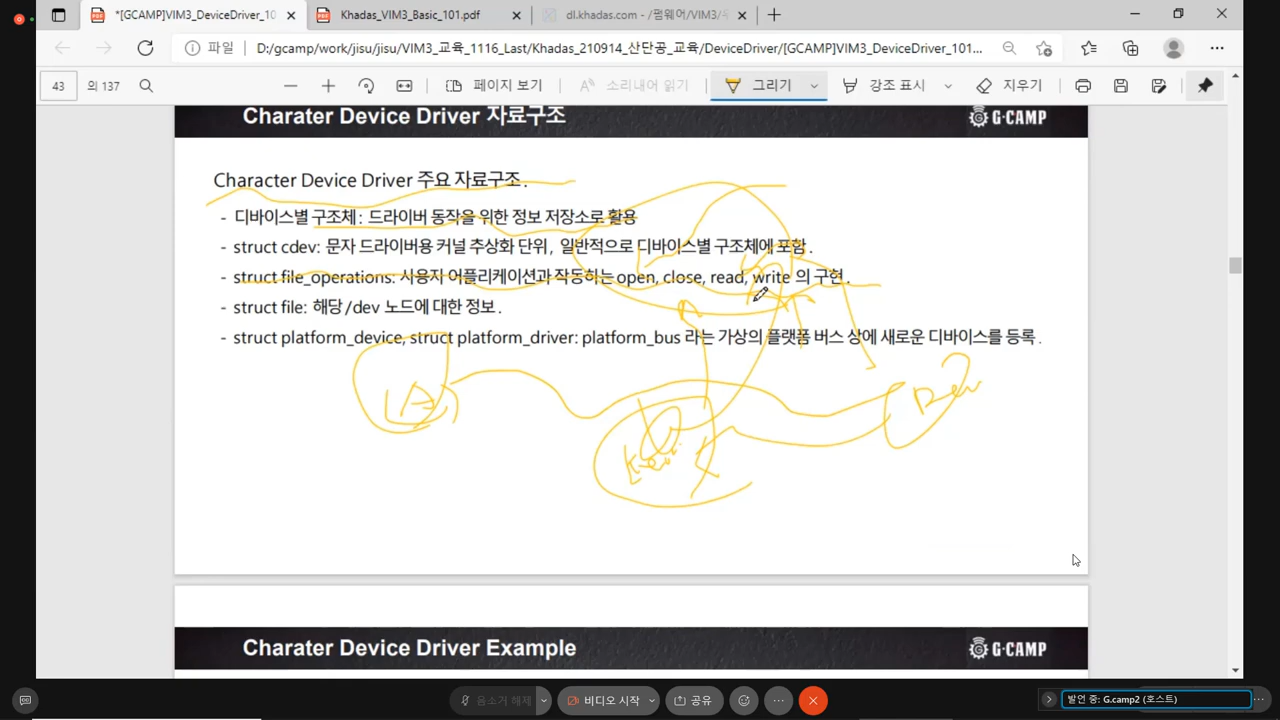 *[GCAMP]VIM3_DeviceDriver_10
Khadas_VIM3_Basic_101.pdf
dl.khadas.com - /펌웨어/VIM3/우
파일
D:/gcamp/work/jisu/jisu/VIM3_교육_1116_Last/Khadas_210914_산단공_교육/DeviceDriver/[GCAMP]VIM3_DeviceDriver_101...
43 의 137
페이지 보기
소리내어 읽기
그리기
강조 표시
지우기
Charater Device Driver 자료구조
G·CAMP
Character Device Driver 주요 자료구조.
- 디바이스별 구조체 : 드라이버 동작을 위한 정보 저장소로 활용
- struct cdev: 문자 드라이버용 커널 추상화 단위, 일반적으로 디바이스별 구조체에 포함.
- struct file_operations: 사용자 어플리케이션과 작동하는 open, close, read, write 의 구현.
- struct file: 해당 /dev 노드에 대한 정보.
- struct platform_device, struct platform_driver: platform_bus 라는 가상의 플랫폼 버스 상에 새로운 디바이스를 등록.
Dev
Charater Device Driver Example
G·CAMP
음소거 해제
비디오 시작
공유
발언 중: G.camp2 (호스트)